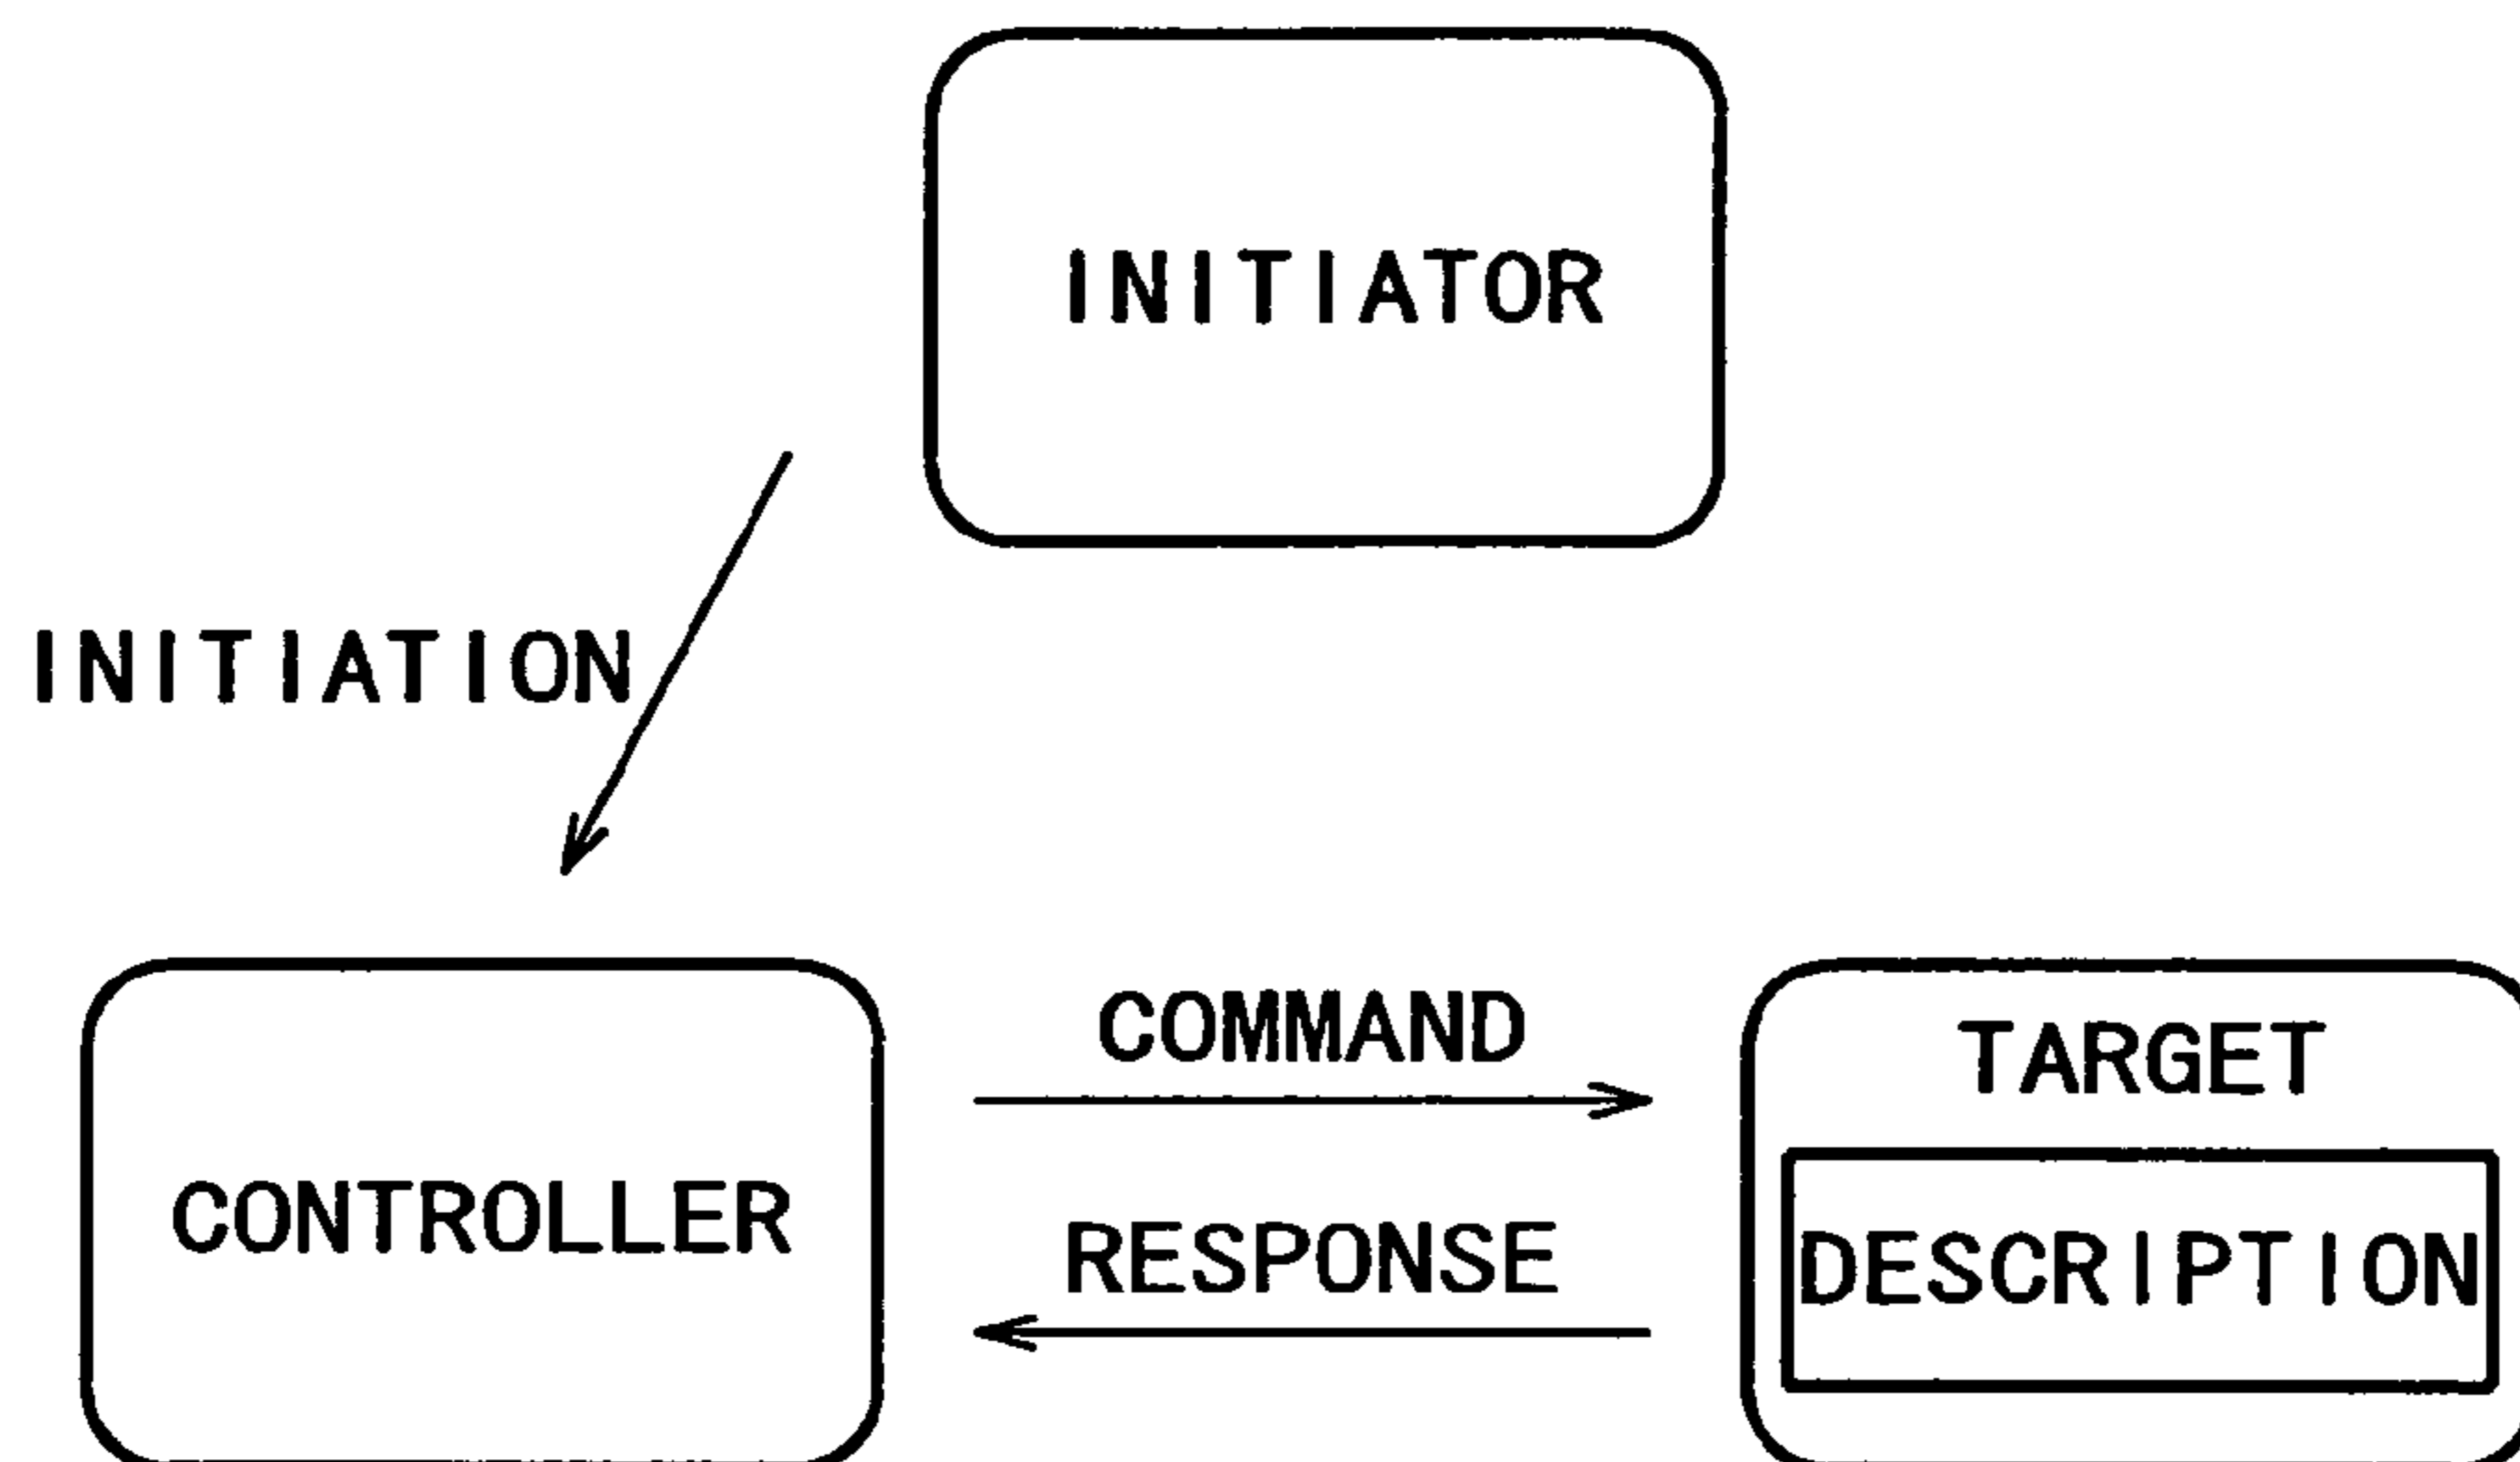 INITIATOR
INITIATION
COMMAND
TARGET
CONTROLLER
RESPONSE
DESCRIPTION